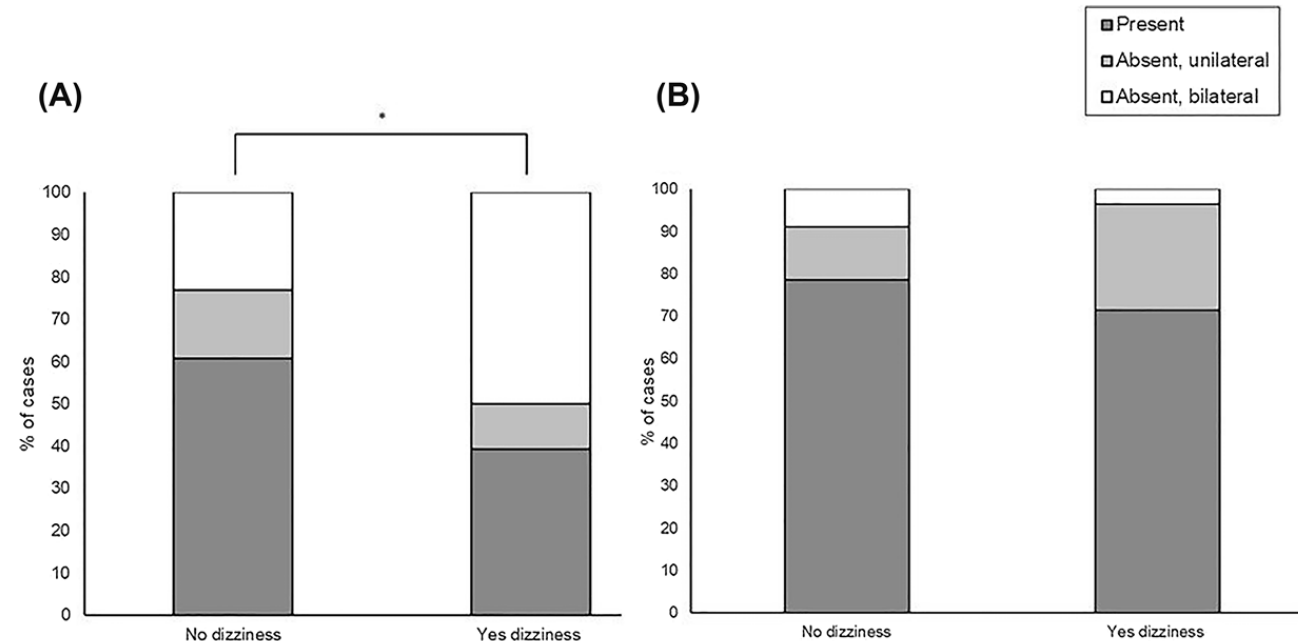 Present
Absent, unilateral
Absent, bilateral
(A)
(B)
*
100
90
80
70
60
50
40
30
20
10
0
% of cases
No dizziness
Yes dizziness
100
90
80
70
60
50
40
30
20
10
0
% of cases
No dizziness
Yes dizziness